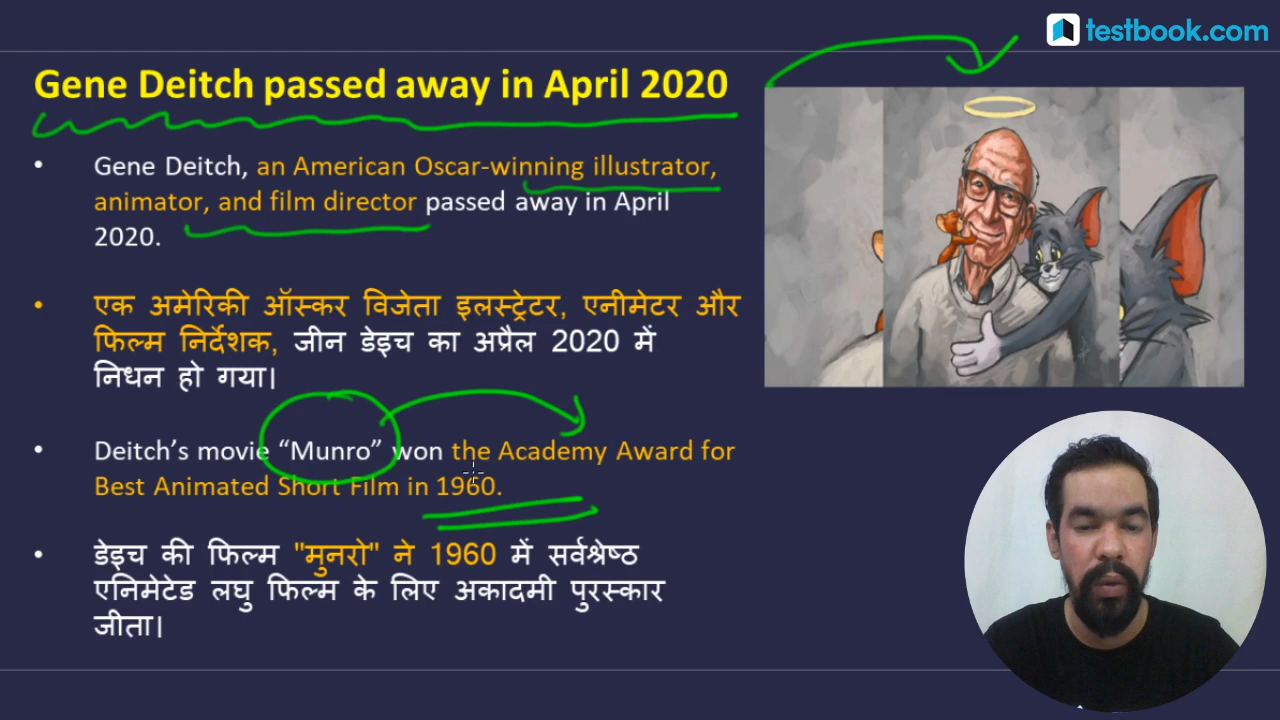 testbook.com
Gene Deitch passed away in April 2020
• Gene Deitch, an American Oscar-winning illustrator,
animator, and film director passed away in April
2020.
• एक अमेरिकी ऑस्कर विजेता इलस्ट्रेटर, एनीमेटर और
फिल्म निर्देशक, जीन डेइच का अप्रैल 2020 में
निधन हो गया।
• Deitch’s movie “Munro” won the Academy Award for
Best Animated Short Film in 1960.
• डेइच की फिल्म "मुनरो" ने 1960 में सर्वश्रेष्ठ
एनिमेटेड लघु फिल्म के लिए अकादमी पुरस्कार
जीता।